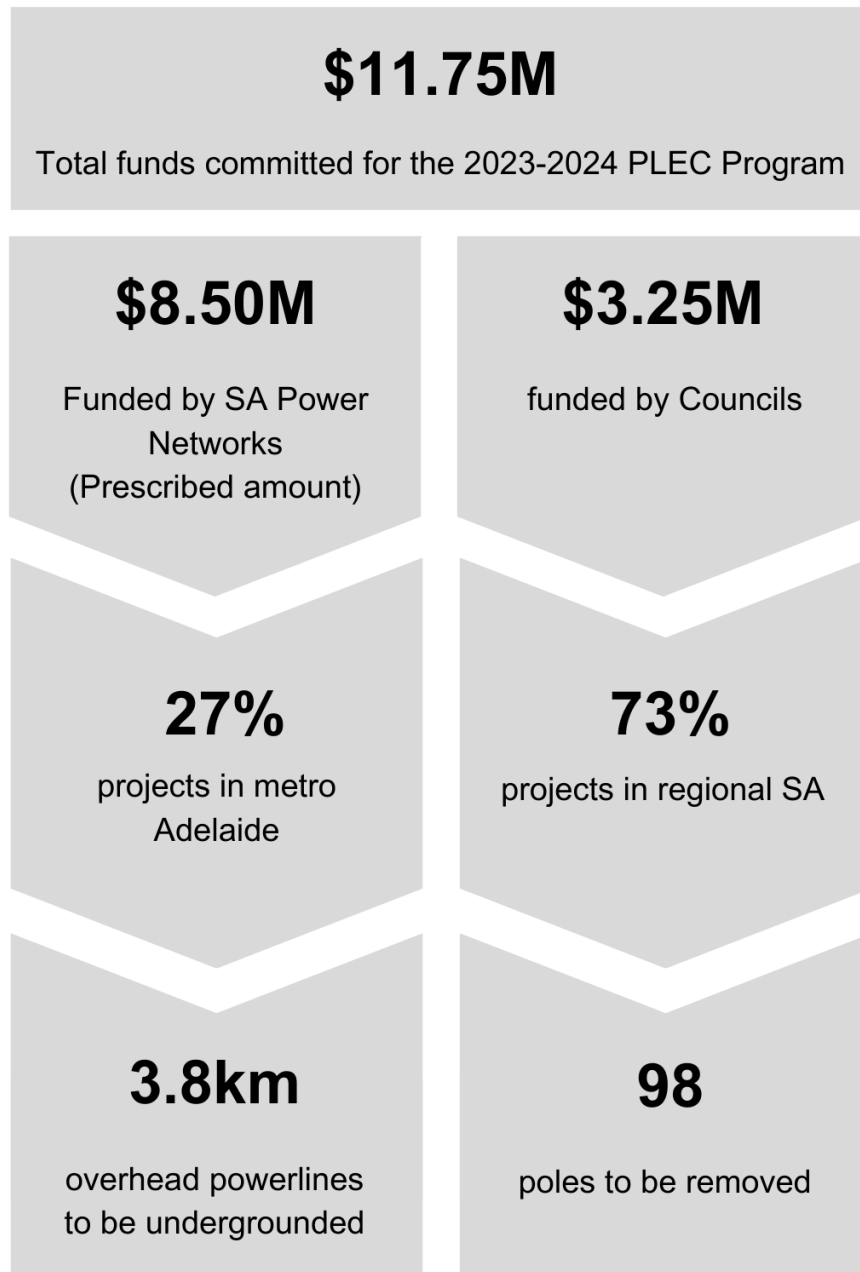 $11.75M
Total funds committed for the 2023-2024 PLEC Program
$8.50M
Funded by SA Power
Networks
(Prescribed amount)
$3.25M
funded by Councils
27%
projects in metro
Adelaide
73%
projects in regional SA
3.8km
overhead powerlines
to be undergrounded
98
poles to be removed